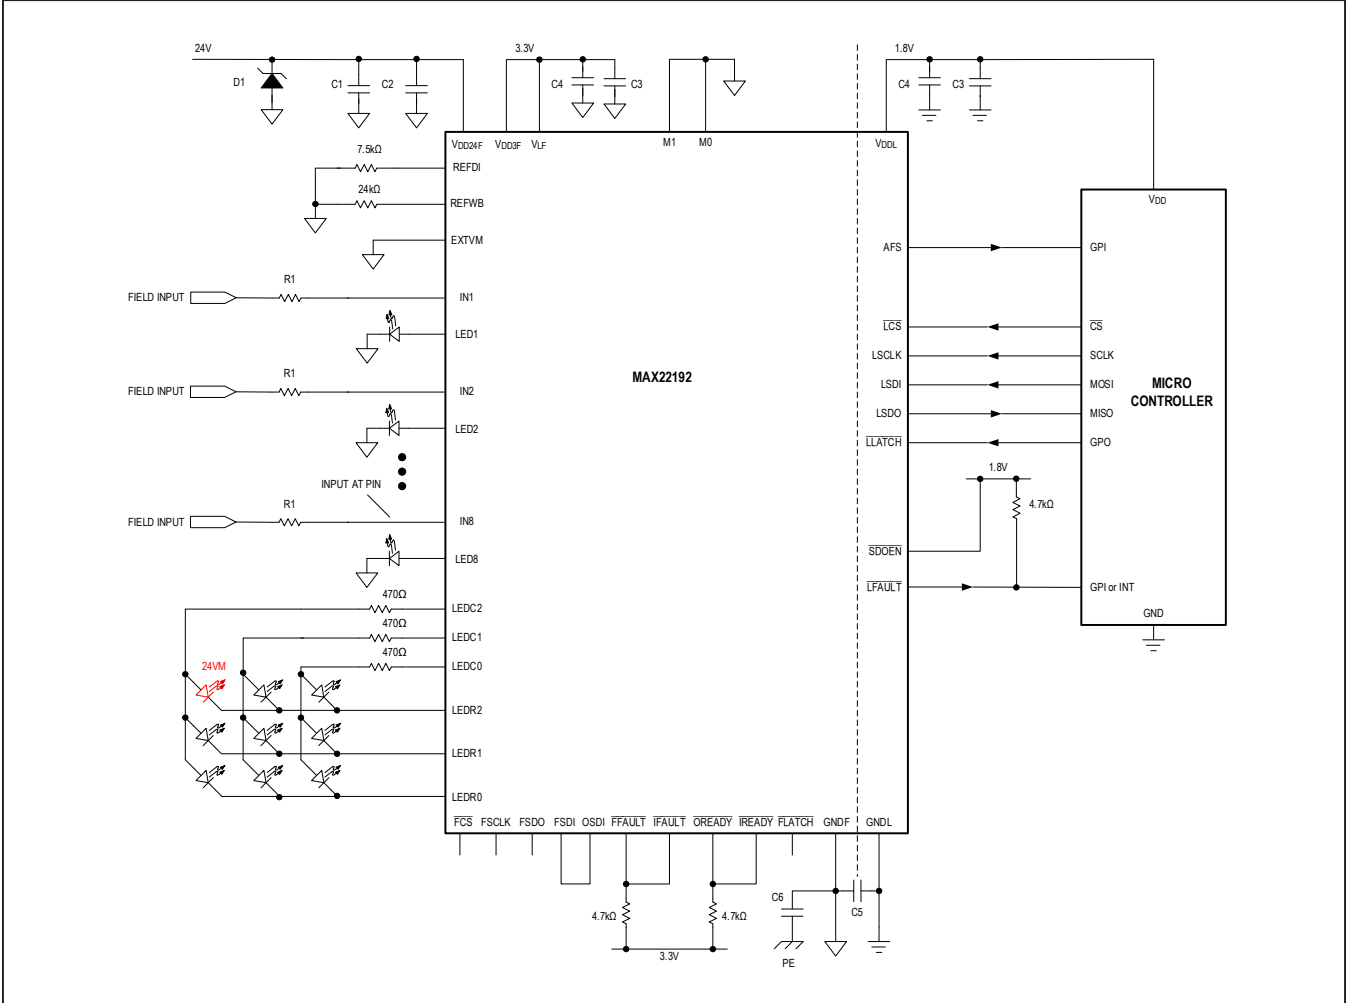 24V
3.3V
1.8V
D1
C1
C2
C4
C3
C4
C3
VDD24F
VDD3F
VLF
M1
M0
VDDL
7.5kΩ
REFDI
24kΩ
REFWB
VDD
EXTVM
AFS
GPI
R1
FIELD INPUT
IN1
LED1
LCS
CS
LSCLK
SCLK
R1
FIELD INPUT
IN2
LED2
MAX22192
LSDI
MOSI
MICRO
CONTROLLER
LSDO
MISO
LLATCH
GPO
1.8V
4.7kΩ
INPUT AT PIN
R1
FIELD INPUT
IN8
LED8
SDOEN
LFAULT
GPI or INT
GND
470Ω
LEDC2
470Ω
LEDC1
470Ω
LEDC0
24VM
LEDR2
LEDR1
LEDR0
FCS
FSCLK
FSDO
FSDI
OSDI
FFAULT
IFAULT
OREADY
IREADY
FLATCH
GNDF
GNDL
4.7kΩ
4.7kΩ
3.3V
C6
C5
PE